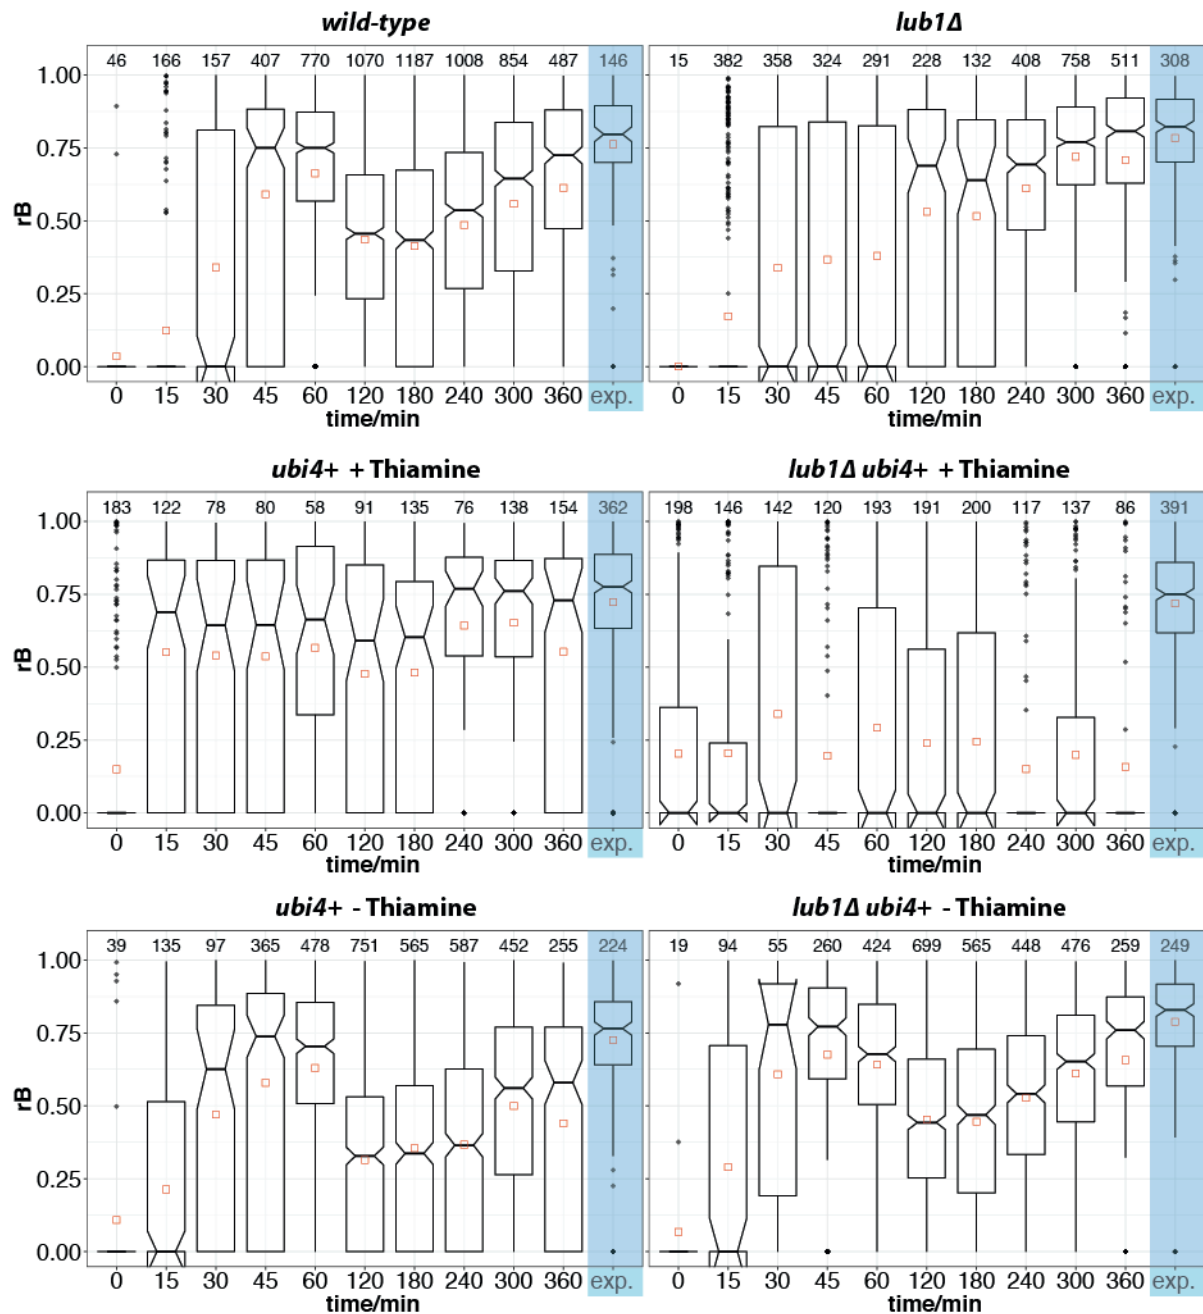 wild-type
lub1Δ
46 166 157 407 770 1070 1187 1008 854 487 146
15 382 358 324 291 228 132 408 758 511 308
1.00
0.75
0.50
0.25
0.00
rB
0 15 30 45 60 120 180 240 300 360 exp.
0 15 30 45 60 120 180 240 300 360 exp.
time/min
time/min
ubi4+ + Thiamine
lub1Δ ubi4+ + Thiamine
183 122 78 80 58 91 135 76 138 154 362
198 146 142 120 193 191 200 117 137 86 391
1.00
0.75
0.50
0.25
0.00
rB
0 15 30 45 60 120 180 240 300 360 exp.
0 15 30 45 60 120 180 240 300 360 exp.
time/min
time/min
ubi4+ - Thiamine
lub1Δ ubi4+ - Thiamine
39 135 97 365 478 751 565 587 452 255 224
19 94 55 260 424 699 565 448 476 259 249
1.00
0.75
0.50
0.25
0.00
rB
0 15 30 45 60 120 180 240 300 360 exp.
0 15 30 45 60 120 180 240 300 360 exp.
time/min
time/min